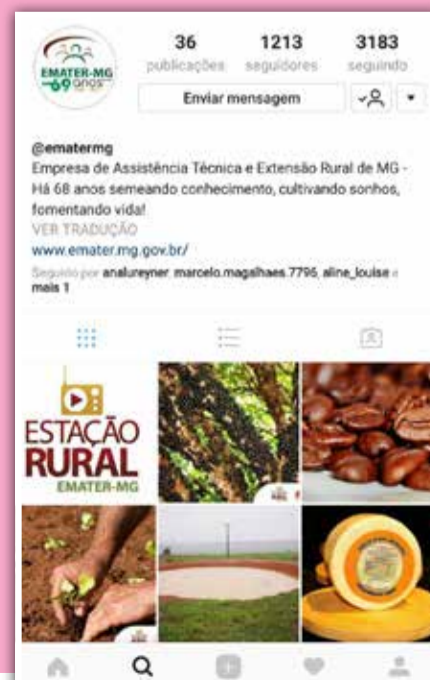 EMATER-MG
69 anos
36 1213 3183
publicações seguidores seguindo
Enviar mensagem
@ematermg
Empresa de Assistência Técnica e Extensão Rural de MG -
Há 68 anos semeando conhecimento, cultivando sonhos,
fomentando vida!
VER TRADUÇÃO
www.emater.mg.gov.br/
Seguido por analureyner, marcelo.magalhaes.7795, aline_louise e
mais 1
ESTAÇÃO
RURAL
EMATER-MG